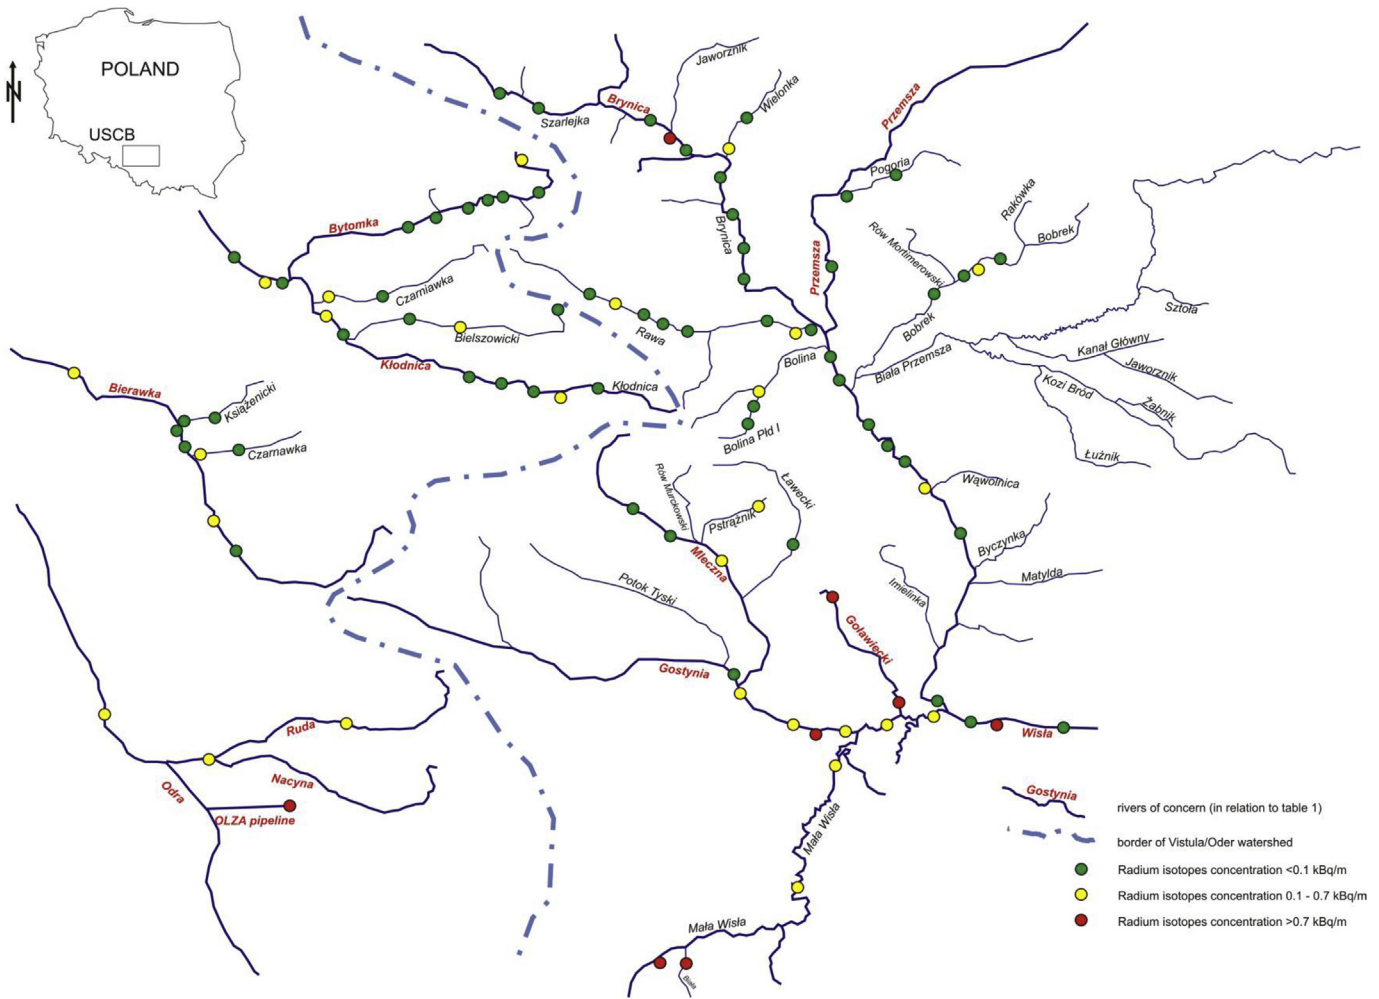 POLAND
N
USCB
Jaworznik
Wielonka
Brynica
Szarlejka
Przemsza
Pogoria
Rakówka
Bobrek
Rów Mortimerowski
Bytomka
Brynica
Przemsza
Czarniawka
Sztoła
Bielszowicki
Rawa
Bobrek
Kanał Główny
Bolina
Biała Przemsza
Jaworznik
Kłodnica
Kłodnica
Kozi Bród
Żabnik
Bierawka
Książenicki
Bolina Płd I
Czarnawka
Łużnik
Rów Murckowski
Ławecki
Wąwolnica
Pstrążnik
Mleczna
Byczynka
Potok Tyski
Imielinka
Matylda
Goławiecki
Gostynia
Ruda
Wisła
Odra
Nacyna
OLZA pipeline
Mała Wisła
Mała Wisła
Biała
Gostynia
rivers of concern (in relation to table 1)
border of Vistula/Oder watershed
Radium isotopes concentration <0.1 kBq/m
Radium isotopes concentration 0.1 - 0.7 kBq/m
Radium isotopes concentration >0.7 kBq/m